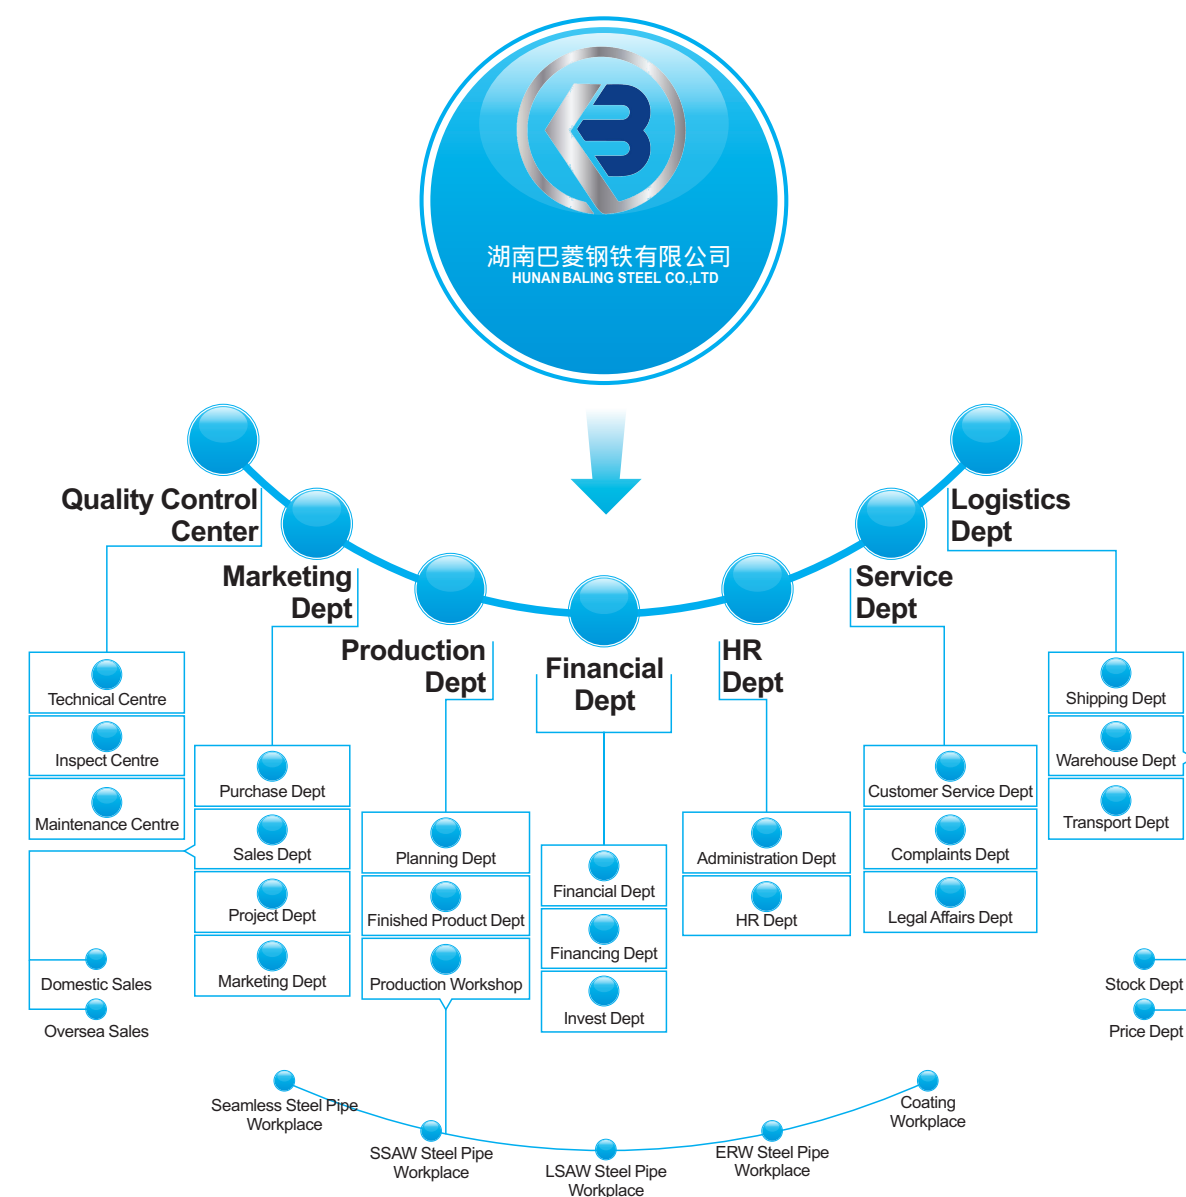 湖南巴菱钢铁有限公司
HUNAN BALING STEEL CO.,LTD
Quality Control
Center
Marketing
Dept
Production
Dept
Financial
Dept
HR
Dept
Service
Dept
Logistics
Dept
Technical Centre
Inspect Centre
Maintenance Centre
Purchase Dept
Sales Dept
Project Dept
Marketing Dept
Domestic Sales
Oversea Sales
Planning Dept
Finished Product Dept
Production Workshop
Financial Dept
Financing Dept
Invest Dept
Administration Dept
HR Dept
Customer Service Dept
Complaints Dept
Legal Affairs Dept
Shipping Dept
Warehouse Dept
Transport Dept
Stock Dept
Price Dept
Seamless Steel Pipe
Workplace
SSAW Steel Pipe
Workplace
LSAW Steel Pipe
Workplace
ERW Steel Pipe
Workplace
Coating
Workplace